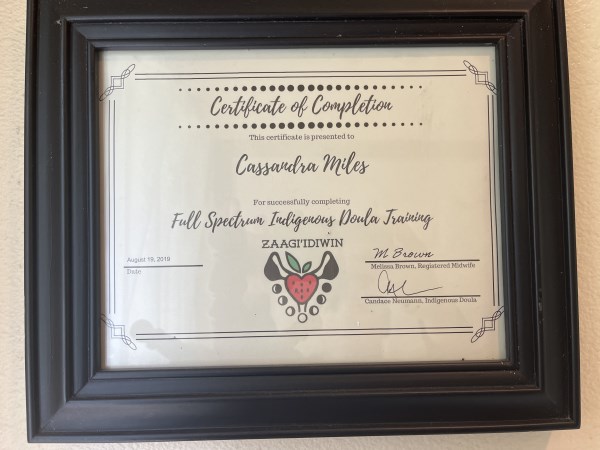 Certificate of Completion
This certificate is presented to
Cassandra Miles
For successfully completing
Full Spectrum Indigenous Doula Training
ZAAGI'IDIWIN
August 19, 2019
Date
M Brown
Melissa Brown, Registered Midwife
Candace Neumann, Indigenous Doula